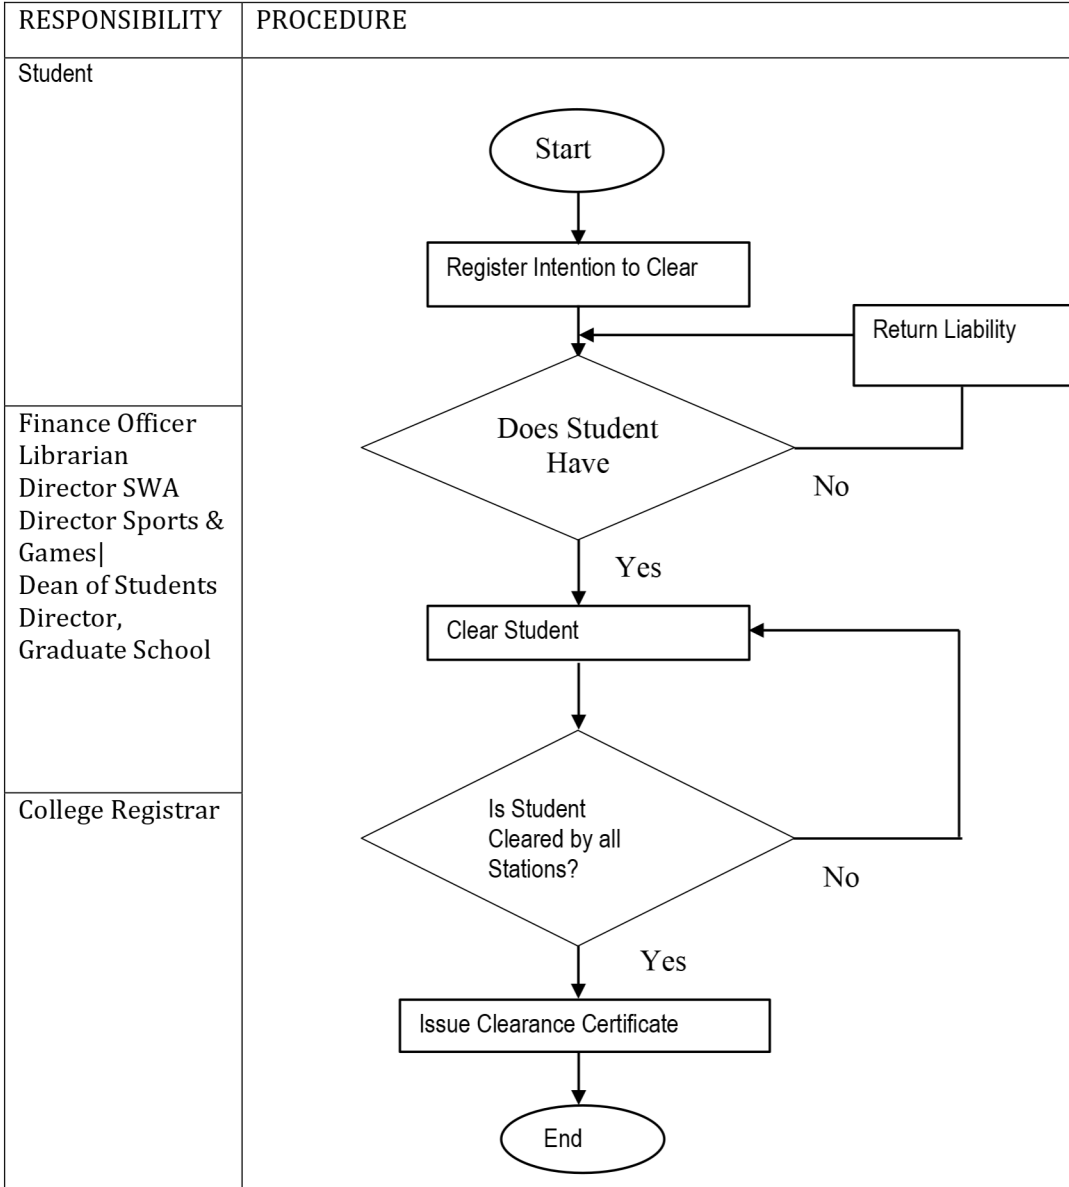 RESPONSIBILITY PROCEDURE
Student
Start
Register Intention to Clear
Return Liability
Finance Officer
Librarian
Director SWA
Director Sports &
Games|
Dean of Students
Director,
Graduate School
Does Student
Have
No
Yes
Clear Student
College Registrar
Is Student
Cleared by all
Stations?
No
Yes
Issue Clearance Certificate
End